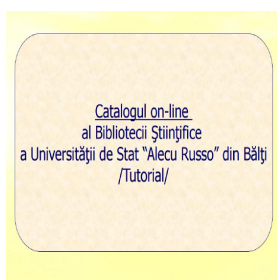 Catalogul on-line
al Bibliotecii Ştiinţifice
a Universităţii de Stat “Alecu Russo” din Bălţi
/Tutorial/